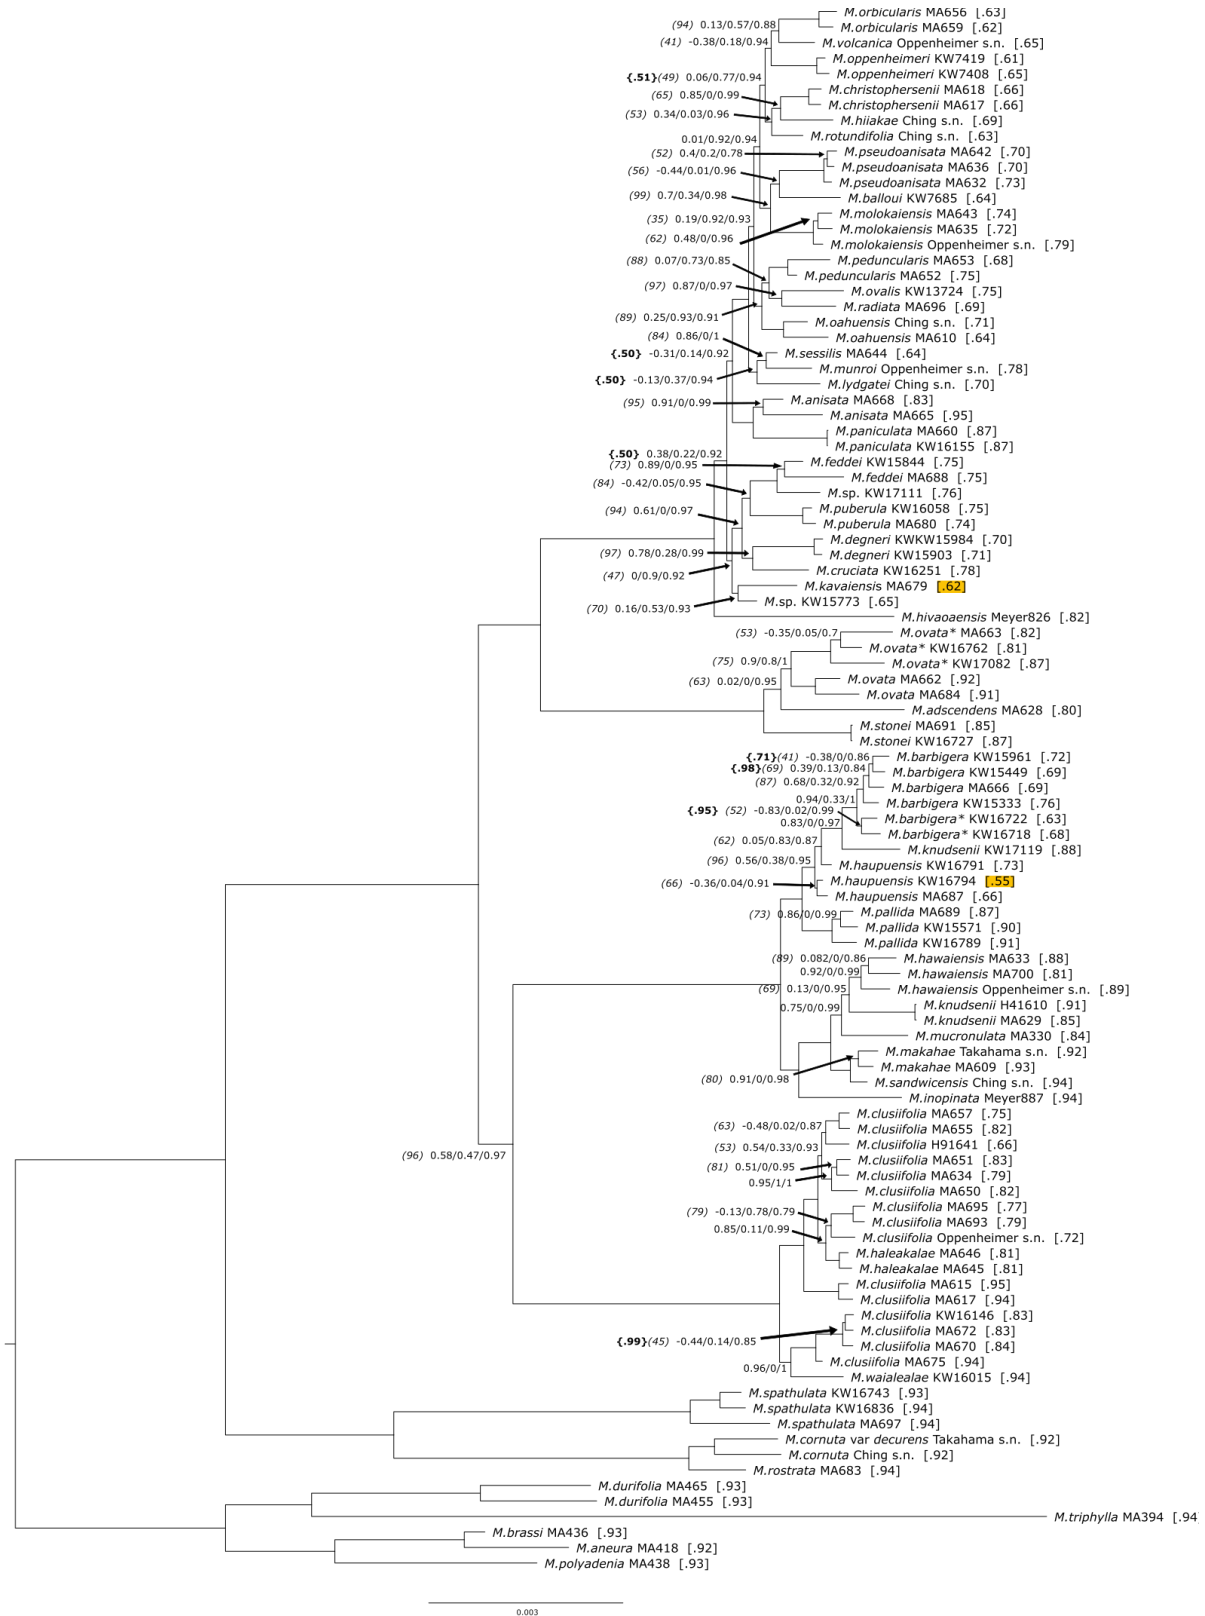 M.orbicularis MA656 [.63]
(94) 0.13/0.57/0.88
M.orbicularis MA659 [.62]
(41) -0.38/0.18/0.94
M.volcanica Oppenheimer s.n. [.65]
M.oppenheimeri KW7419 [.61]
{.51}(49) 0.06/0.77/0.94
M.oppenheimeri KW7408 [.65]
M.christophersenii MA618 [.66]
(65) 0.85/0/0.99
M.christophersenii MA617 [.66]
(53) 0.34/0.03/0.96
M.hiiakae Ching s.n. [.69]
M.rotundifolia Ching s.n. [.63]
0.01/0.92/0.94
(52) 0.4/0.2/0.78
M.pseudoanisata MA642 [.70]
(56) -0.44/0.01/0.96
M.pseudoanisata MA636 [.70]
M.pseudoanisata MA632 [.73]
(99) 0.7/0.34/0.98
M.balloui KW7685 [.64]
M.molokaiensis MA643 [.74]
(35) 0.19/0.92/0.93
M.molokaiensis MA635 [.72]
(62) 0.48/0/0.96
M.molokaiensis Oppenheimer s.n. [.79]
(88) 0.07/0.73/0.85
M.peduncularis MA653 [.68]
M.peduncularis MA652 [.75]
(97) 0.87/0/0.97
M.ovalis KW13724 [.75]
M.radiata MA696 [.69]
(89) 0.25/0.93/0.91
M.oahuensis Ching s.n. [.71]
(84) 0.86/0/1
M.oahuensis MA610 [.64]
{.50} -0.31/0.14/0.92
M.sessilis MA644 [.64]
M.munroi Oppenheimer s.n. [.78]
{.50} -0.13/0.37/0.94
M.lydgatei Ching s.n. [.70]
M.anisata MA668 [.83]
(95) 0.91/0/0.99
M.anisata MA665 [.95]
M.paniculata MA660 [.87]
M.paniculata KW16155 [.87]
{.50} 0.38/0.22/0.92
(73) 0.89/0/0.95
M.feddei KW15844 [.75]
M.feddei MA688 [.75]
(84) -0.42/0.05/0.95
M.sp. KW17111 [.76]
M.puberula KW16058 [.75]
(94) 0.61/0/0.97
M.puberula MA680 [.74]
M.degneri KWKW15984 [.70]
(97) 0.78/0.28/0.99
M.degneri KW15903 [.71]
M.cruciata KW16251 [.78]
(47) 0/0.9/0.92
M.kavaiensis MA679 [.62]
M.sp. KW15773 [.65]
(70) 0.16/0.53/0.93
M.hivaoaensis Meyer826 [.82]
(53) -0.35/0.05/0.7
M.ovata* MA663 [.82]
M.ovata* KW16762 [.81]
(75) 0.9/0.8/1
M.ovata* KW17082 [.87]
(63) 0.02/0/0.95
M.ovata MA662 [.92]
M.ovata MA684 [.91]
M.adscendens MA628 [.80]
M.stonei MA691 [.85]
M.stonei KW16727 [.87]
{.71}(41) -0.38/0/0.86
M.barbigera KW15961 [.72]
{.98}(69) 0.39/0.13/0.84
M.barbigera KW15449 [.69]
(87) 0.68/0.32/0.92
M.barbigera MA666 [.69]
0.94/0.33/1
M.barbigera KW15333 [.76]
{.95} (52) -0.83/0.02/0.99
M.barbigera* KW16722 [.63]
0.83/0/0.97
M.barbigera* KW16718 [.68]
(62) 0.05/0.83/0.87
M.knudsenii KW17119 [.88]
(96) 0.56/0.38/0.95
M.haupuensis KW16791 [.73]
(66) -0.36/0.04/0.91
M.haupuensis KW16794 [.55]
M.haupuensis MA687 [.66]
(73) 0.86/0/0.99
M.pallida MA689 [.87]
M.pallida KW15571 [.90]
M.pallida KW16789 [.91]
(89) 0.082/0/0.86
M.hawaiensis MA633 [.88]
0.92/0/0.99
M.hawaiensis MA700 [.81]
(69) 0.13/0/0.95
M.hawaiensis Oppenheimer s.n. [.89]
0.75/0/0.99
M.knudsenii H41610 [.91]
M.knudsenii MA629 [.85]
M.mucronulata MA330 [.84]
M.makahae Takahama s.n. [.92]
M.makahae MA609 [.93]
(80) 0.91/0/0.98
M.sandwicensis Ching s.n. [.94]
M.inopinata Meyer887 [.94]
M.clusiifolia MA657 [.75]
(63) -0.48/0.02/0.87
M.clusiifolia MA655 [.82]
(53) 0.54/0.33/0.93
M.clusiifolia H91641 [.66]
(96) 0.58/0.47/0.97
M.clusiifolia MA651 [.83]
(81) 0.51/0/0.95
M.clusiifolia MA634 [.79]
0.95/1/1
M.clusiifolia MA650 [.82]
M.clusiifolia MA695 [.77]
(79) -0.13/0.78/0.79
M.clusiifolia MA693 [.79]
0.85/0.11/0.99
M.clusiifolia Oppenheimer s.n. [.72]
M.haleakalae MA646 [.81]
M.haleakalae MA645 [.81]
M.clusiifolia MA615 [.95]
M.clusiifolia MA617 [.94]
M.clusiifolia KW16146 [.83]
M.clusiifolia MA672 [.83]
{.99}(45) -0.44/0.14/0.85
M.clusiifolia MA670 [.84]
M.clusiifolia MA675 [.94]
0.96/0/1
M.waialealae KW16015 [.94]
M.spathulata KW16743 [.93]
M.spathulata KW16836 [.94]
M.spathulata MA697 [.94]
M.cornuta var decurens Takahama s.n. [.92]
M.cornuta Ching s.n. [.92]
M.rostrata MA683 [.94]
M.durifolia MA465 [.93]
M.durifolia MA455 [.93]
M.triphylla MA394 [.94
M.brassi MA436 [.93]
M.aneura MA418 [.92]
M.polyadenia MA438 [.93]
0.003